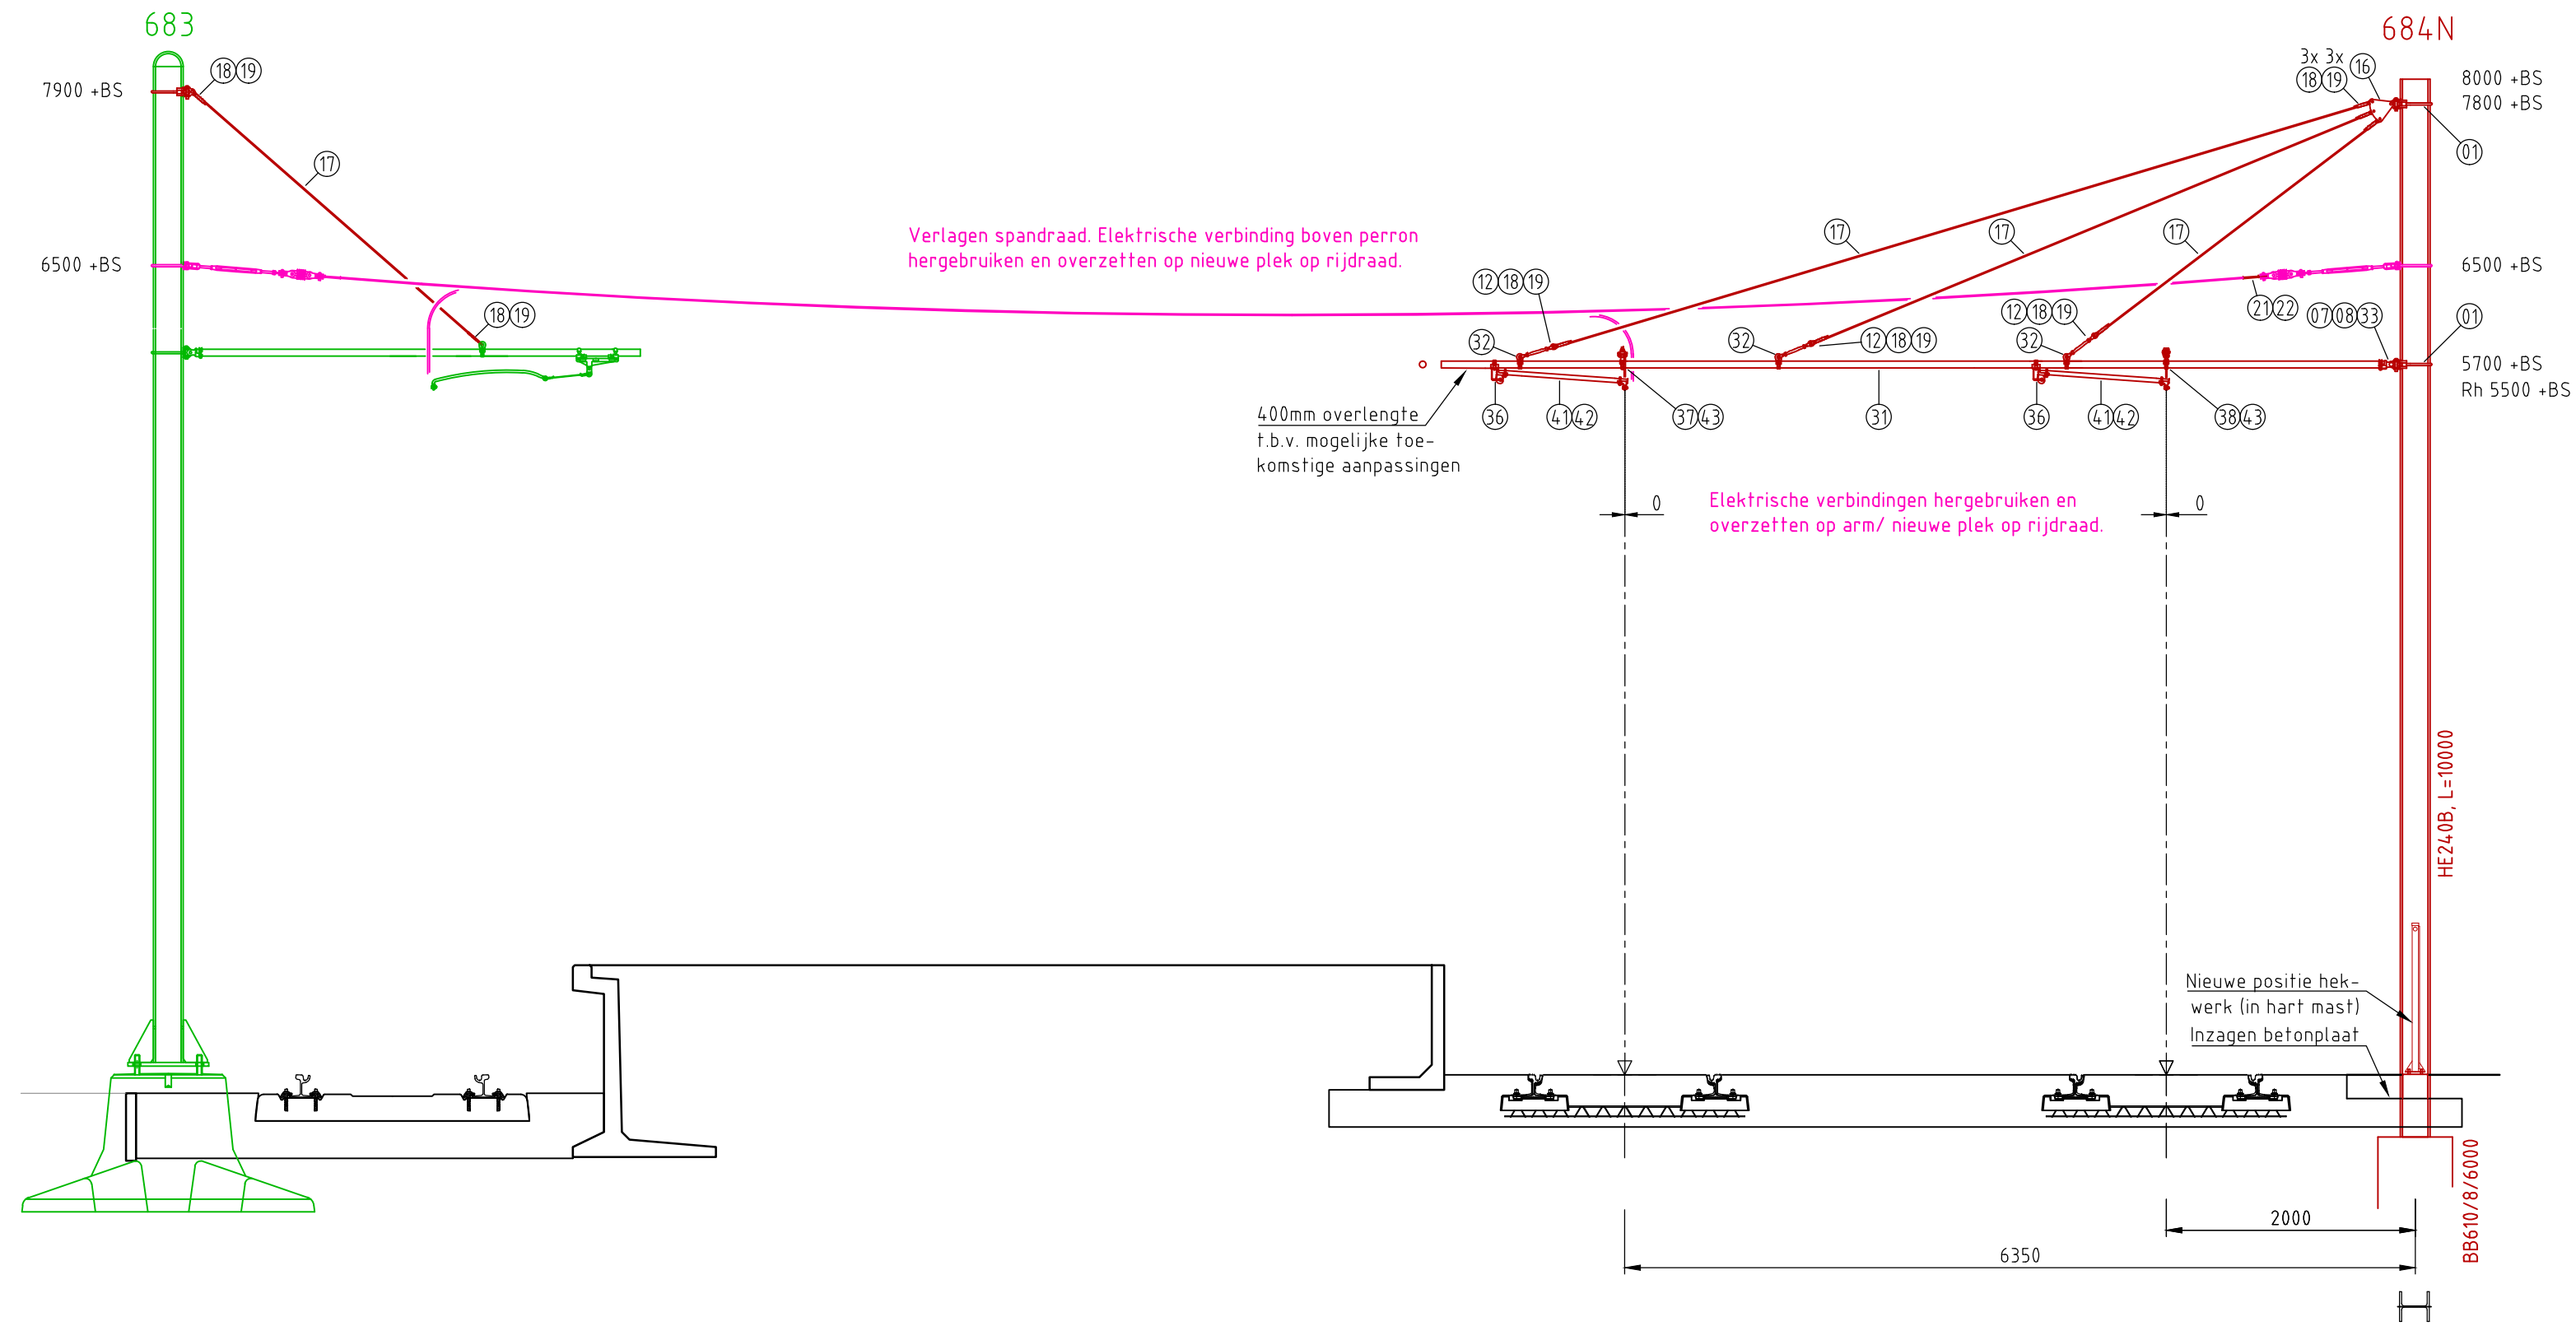 683
684N
7900 +BS
18 19
17
6500 +BS
18 19
Verlagen spandraad. Elektrische verbinding boven perron
hergebruiken en overzetten op nieuwe plek op rijdraad.
3x 3x
18 19
16
8000 +BS
7800 +BS
01
17
17
17
6500 +BS
12 18 19
32
32
12 18 19
12 18 19
32
21 22
07 08 33
01
5700 +BS
Rh 5500 +BS
400mm overlengte
t.b.v. mogelijke toe-
komstige aanpassingen
36
41 42
37 43
31
36
41 42
38 43
0
0
Elektrische verbindingen hergebruiken en
overzetten op arm/ nieuwe plek op rijdraad.
HE240B, L=10000
Nieuwe positie hek-
werk (in hart mast)
Inzagen betonplaat
BB610/8/6000
2000
6350